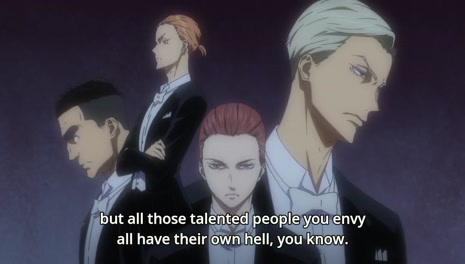 but all those talented people you envy
all have their own hell, you know.